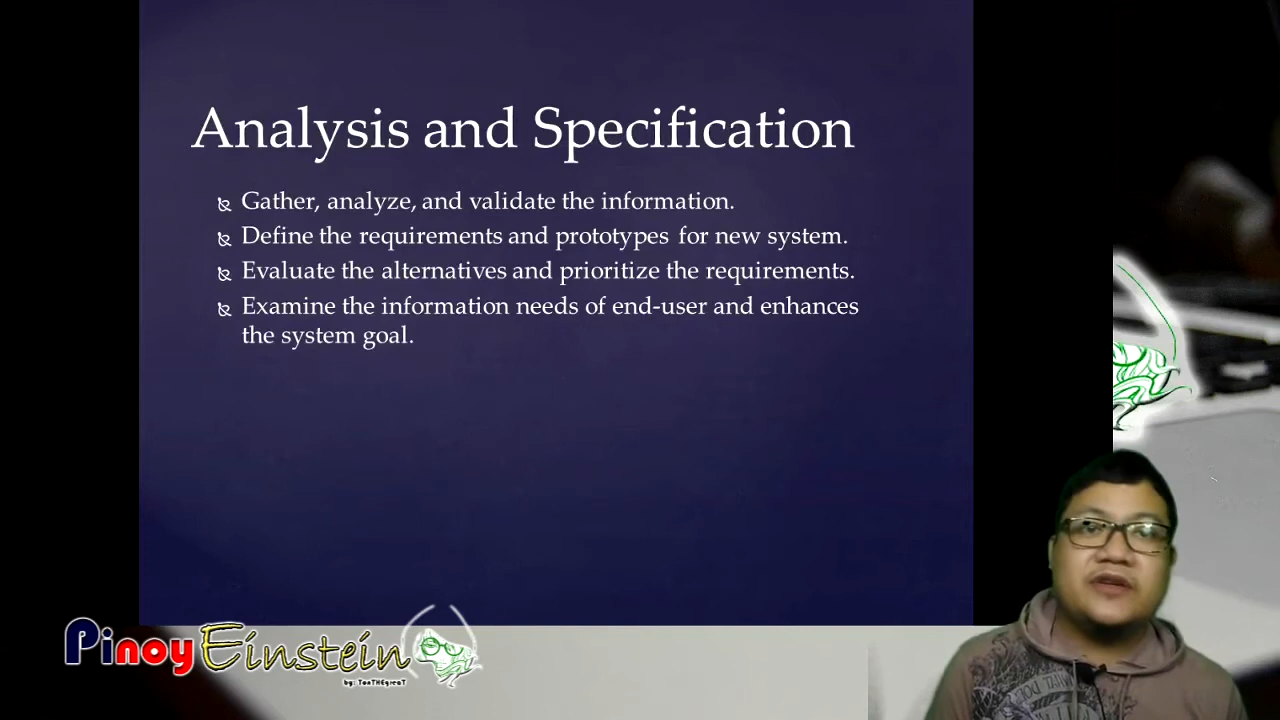 Analysis and Specification
Gather, analyze, and validate the information.
Define the requirements and prototypes for new system.
Evaluate the alternatives and prioritize the requirements.
Examine the information needs of end-user and enhances
the system goal.
Pinoy Einstein
by: TonTHEgreaT